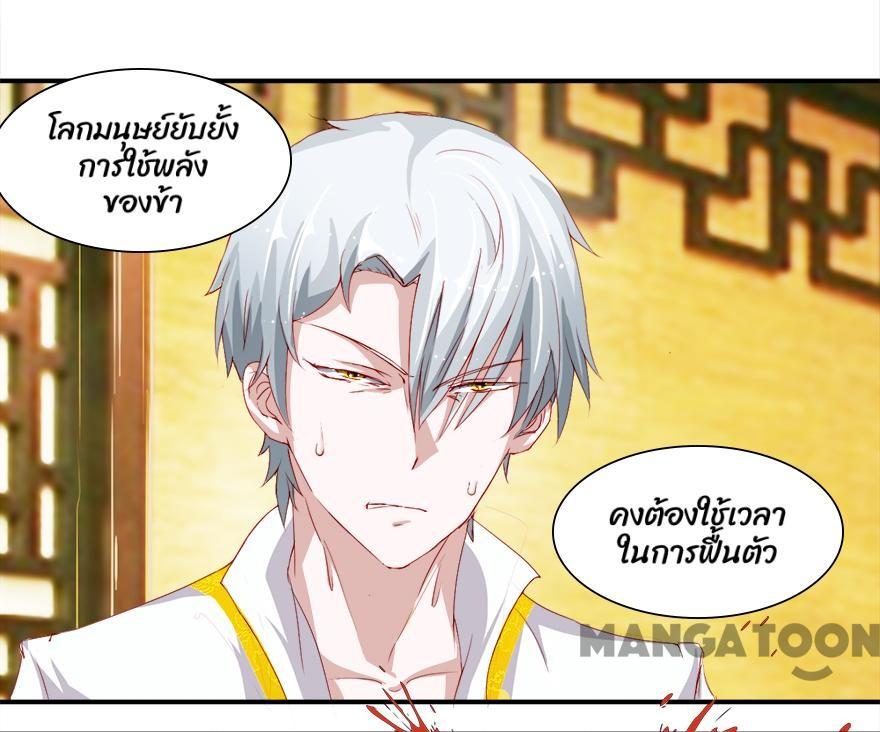 โลกมนุษย์ยับยั้ง
การใช้พลัง
ของข้า
คงต้องใช้เวลา
ในการฟื้นตัว
MANGATOON